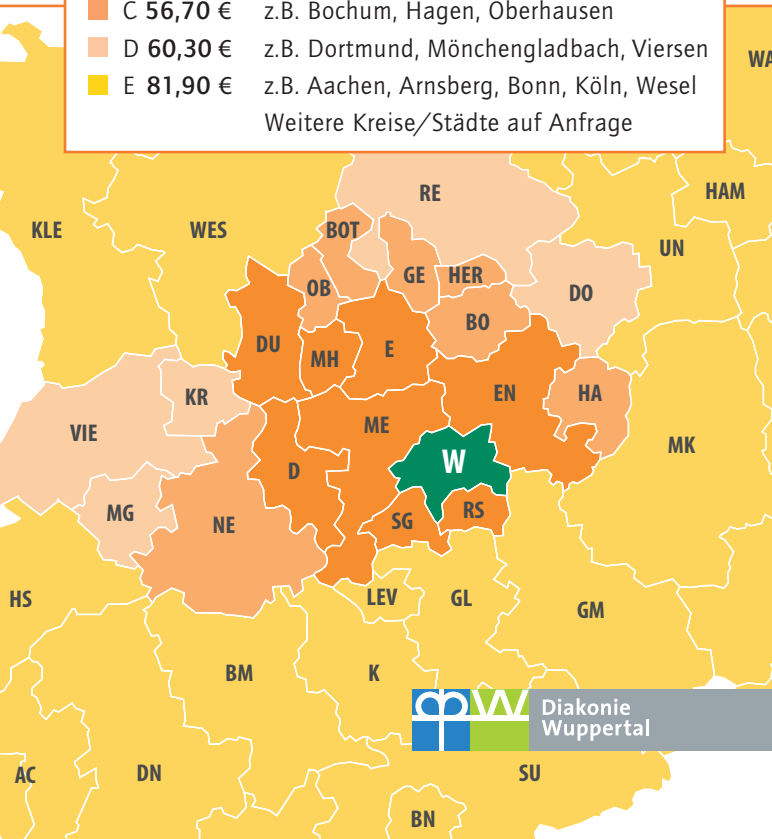 C 56,70 € z.B. Bochum, Hagen, Oberhausen
D 60,30 € z.B. Dortmund, Mönchengladbach, Viersen
E 81,90 € z.B. Aachen, Arnsberg, Bonn, Köln, Wesel
Weitere Kreise/Städte auf Anfrage
WA
RE
HAM
KLE
WES
BOT
UN
GE
HER
OB
DO
BO
DU
MH
E
KR
EN
HA
VIE
ME
MK
W
D
MG
NE
SG
RS
HS
LEV
GL
GM
BM
K
Diakonie
Wuppertal
AC
DN
SU
BN